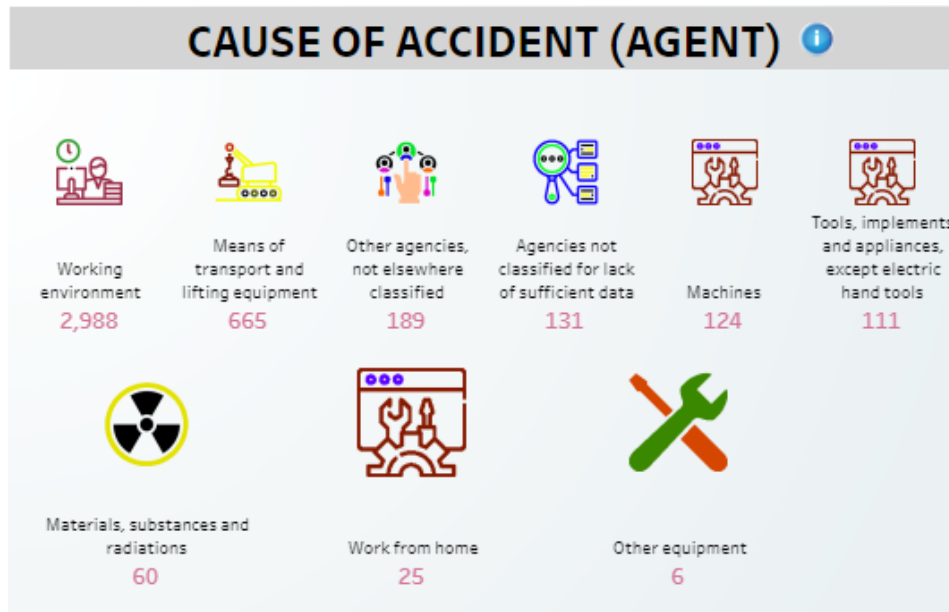 CAUSE OF ACCIDENT (AGENT) i
Working
environment
2,988
Means of
transport and
lifting equipment
665
Other agencies,
not elsewhere
classified
189
Agencies not
classified for lack
of sufficient data
131
Machines
124
Tools, implements
and appliances,
except electric
hand tools
111
Materials, substances and
radiations
60
Work from home
25
Other equipment
6